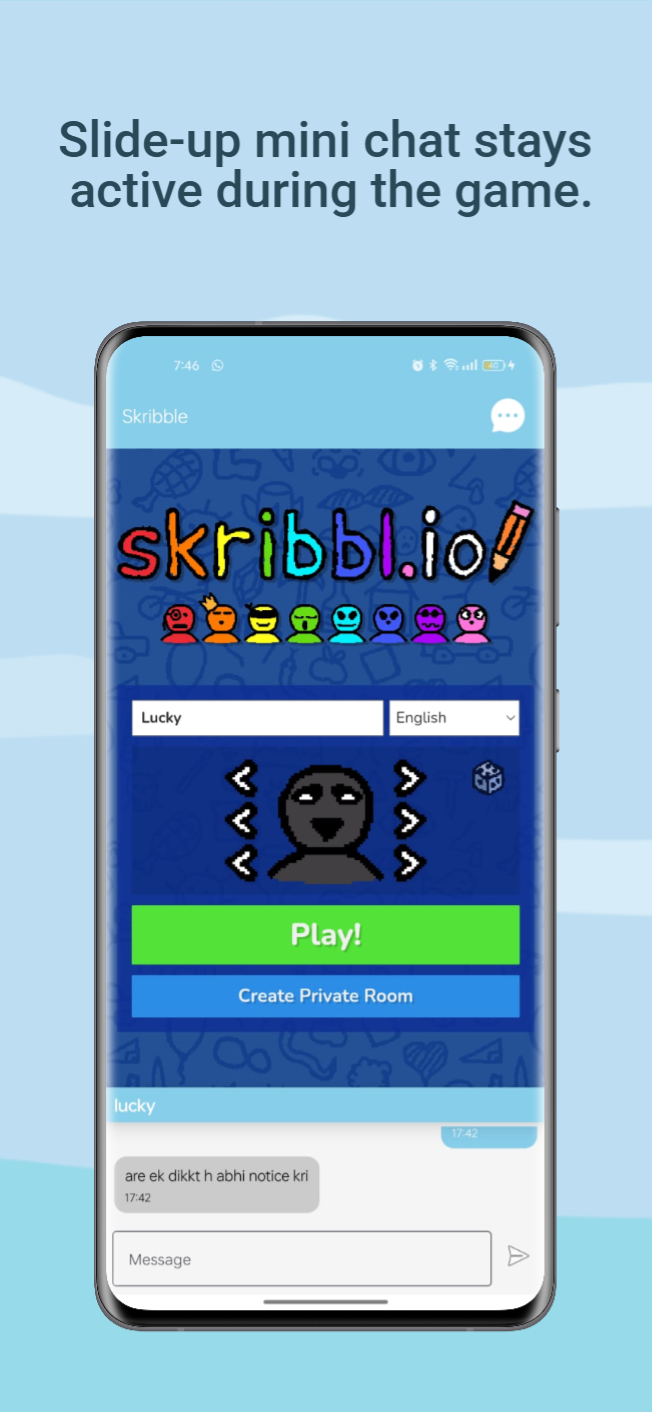 Slide-up mini chat stays
active during the game.
7:46
40
Skribble
skribbl.io
Lucky
English
Play!
Create Private Room
lucky
17:42
are ek dikkt h abhi notice kri
17:42
Message